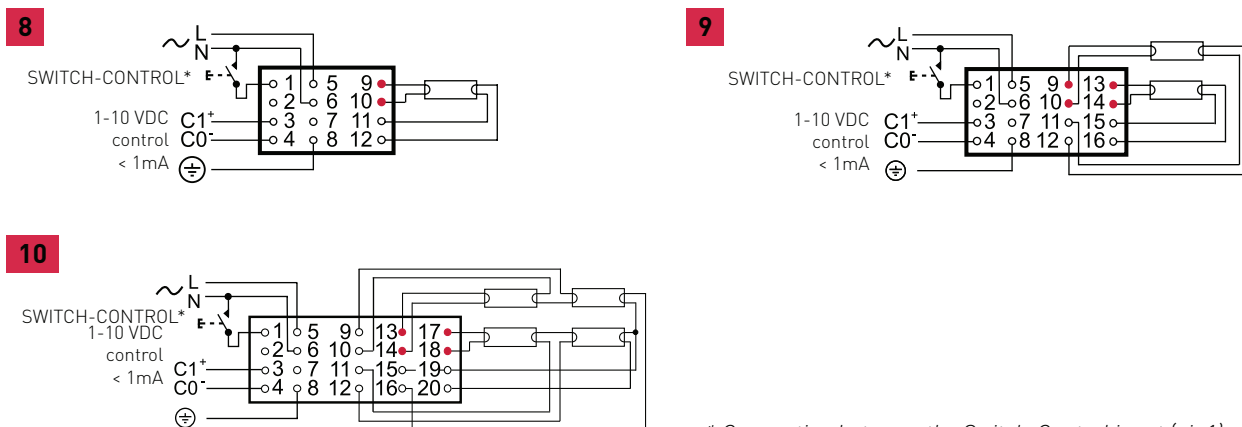 8
L
N
SWITCH-CONTROL*
1 5 9
2 6 10
1-10 VDC C1+ 3 7 11
control C0- 4 8 12
< 1mA
9
L
N
SWITCH-CONTROL*
1 5 9 13
2 6 10 14
1-10 VDC C1+ 3 7 11 15
control C0- 4 8 12 16
< 1mA
10
L
N
SWITCH-CONTROL*
1-10 VDC
control
< 1mA
1 5 9 13 17
2 6 10 14 18
C1+ 3 7 11 15 19
C0- 4 8 12 16 20